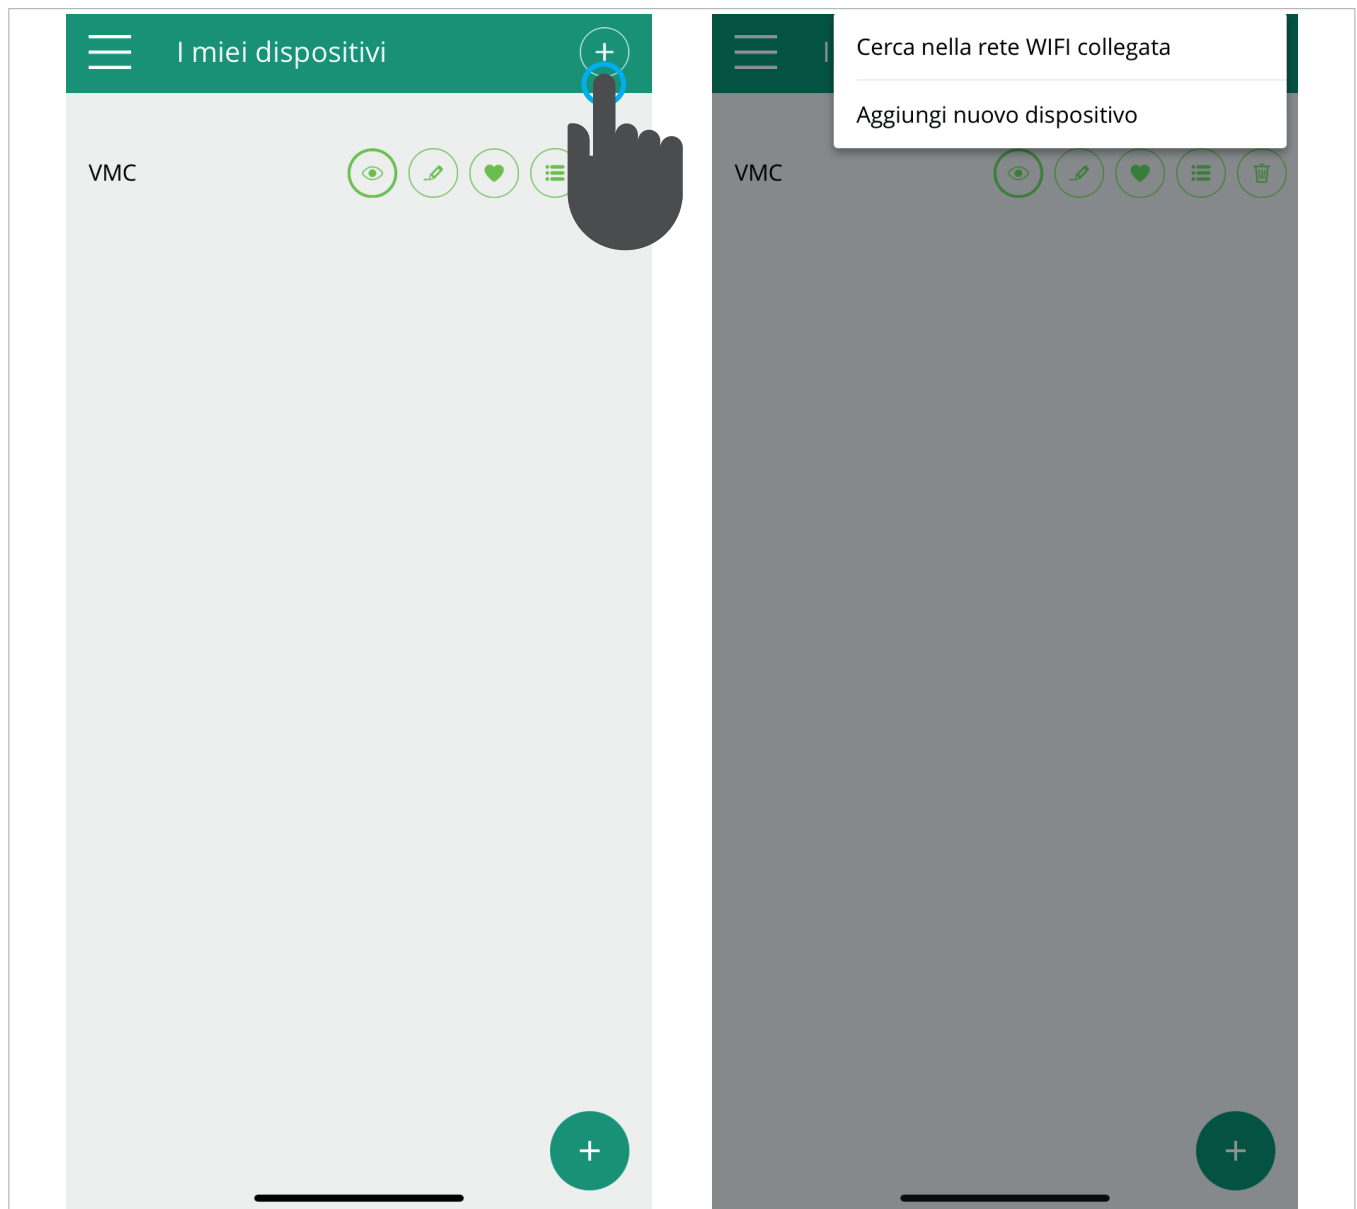 I miei dispositivi
VMC
I
Cerca nella rete WIFI collegata
Aggiungi nuovo dispositivo
VMC